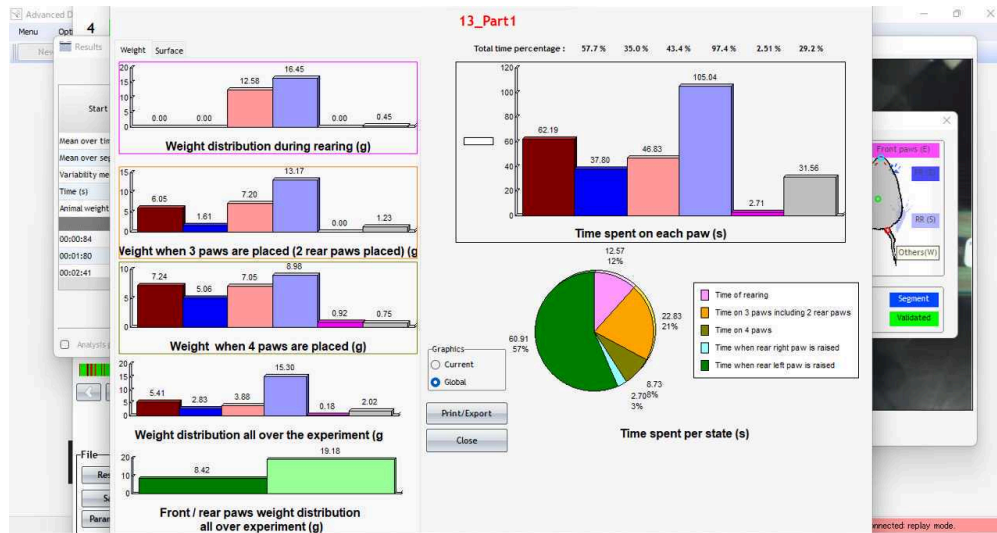 Advanced D
Menu
Opti
4
New
Results
13_Part1
Weight
Surface
Total time percentage : 57.7 % 35.0 % 43.4 % 97.4 % 2.51 % 29.2 %
Start
Mean over tim
Mean over seg
Variability me
Time (s)
Animal weight
00:00:84
00:01:80
00:02:41
Analysis p
20
15
10
5
0
0.00 0.00 12.58 16.45 0.00 0.45
Weight distribution during rearing (g)
15
10
5
0
6.05 1.61 7.20 13.17 0.00 1.23
Weight when 3 paws are placed (2 rear paws placed) (g
10
5
0
7.24 5.06 7.05 8.98 0.92 0.75
Weight when 4 paws are placed (g)
20
15
10
5
0
5.41 2.83 3.88 15.30 0.18 2.02
Weight distribution all over the experiment (g
20
10
0
8.42 19.18
Front / rear paws weight distribution
all over experiment (g)
120
100
80
60
40
20
0
62.19 37.80 46.83 105.04 2.71 31.56
Time spent on each paw (s)
12.57
12%
22.83
21%
8.73
8%
2.70
3%
60.91
57%
Time of rearing
Time on 3 paws including 2 rear paws
Time on 4 paws
Time when rear right paw is raised
Time when rear left paw is raised
Time spent per state (s)
Graphics
Current
Global
Print/Export
Close
File
Res
Sa
Param
Front paws (E)
RR (S)
Others(W)
Segment
Validated
nnected: replay mode.